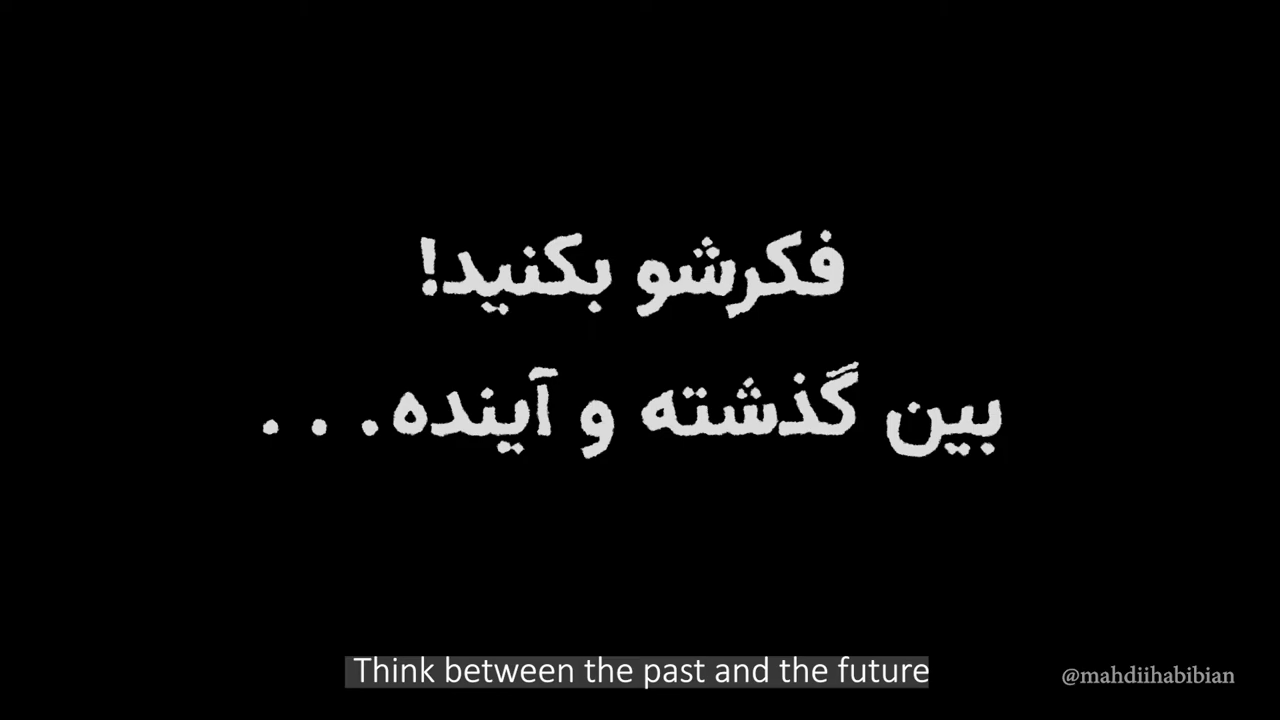 فکرشو بکنید!
بین گذشته و آینده...
Think between the past and the future
@mahdiihabibian